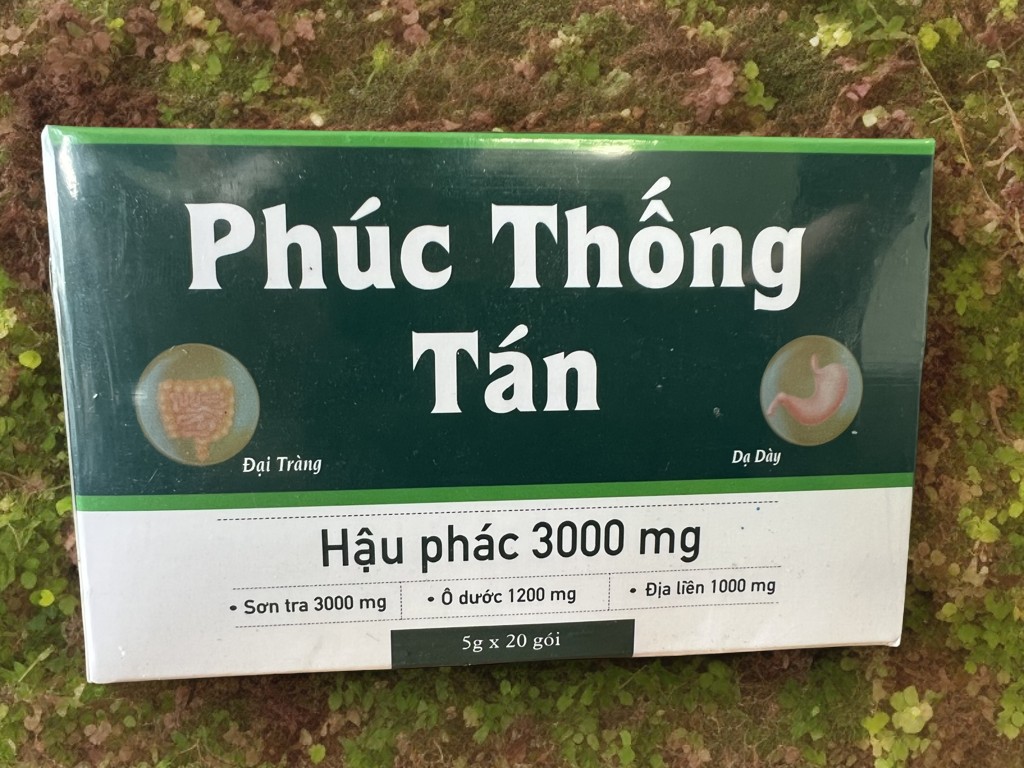 Phúc Thống
Tán
Đại Tràng
Dạ Dày
Hậu phác 3000 mg
• Sơn tra 3000 mg
• Ô dước 1200 mg
• Địa liền 1000 mg
5g x 20 gói